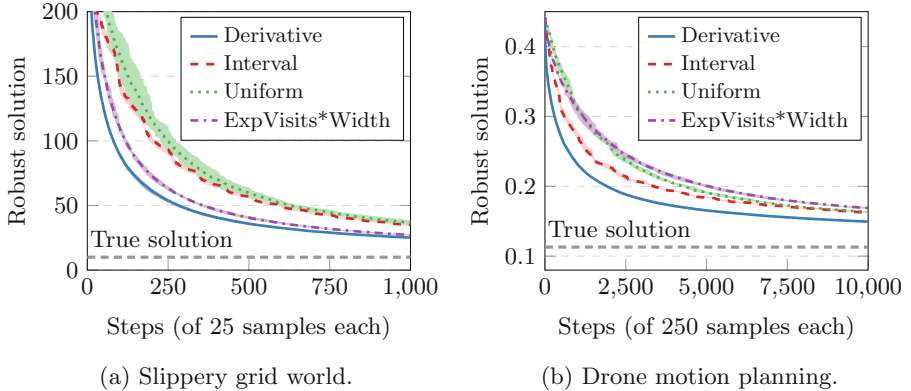 200
150
100
50
0
Robust solution
Derivative
Interval
Uniform
ExpVisits*Width
True solution
0 250 500 750 1,000
Steps (of 25 samples each)
(a) Slippery grid world.
0.4
0.3
0.2
0.1
Robust solution
Derivative
Interval
Uniform
ExpVisits*Width
True solution
0 2,500 5,000 7,500 10,000
Steps (of 250 samples each)
(b) Drone motion planning.